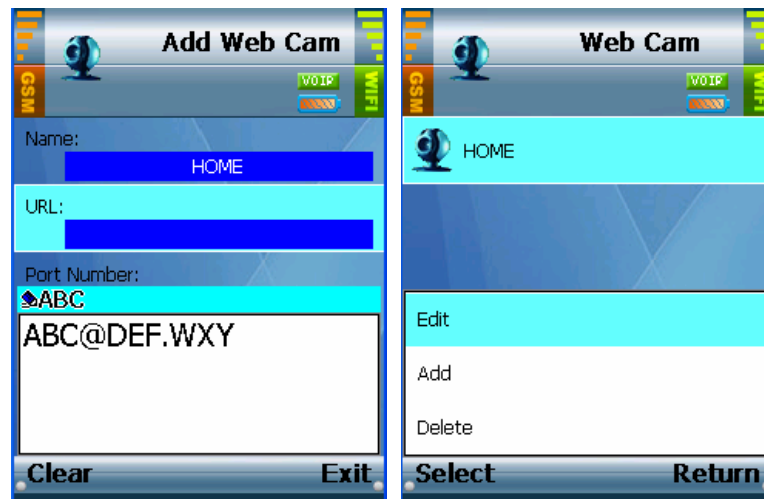 Add Web Cam
GSM
VOIP
WIFI
Name:
HOME
URL:
Port Number:
ABC
ABC@DEF.WXY
Clear
Exit
Web Cam
GSM
VOIP
WIFI
HOME
Edit
Add
Delete
Select
Return